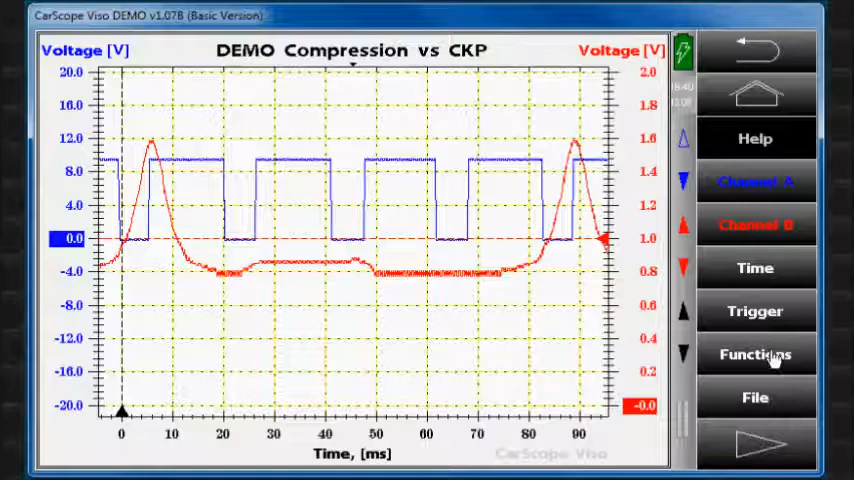 CarScope Viso DEMO v1.07B (Basic Version)
Voltage [V]
DEMO Compression vs CKP
Voltage [V]
20.0
16.0
12.0
8.0
4.0
0.0
-4.0
-8.0
-12.0
-16.0
-20.0
2.0
1.8
1.6
1.4
1.2
1.0
0.8
0.6
0.4
0.2
-0.0
0 10 20 30 40 50 60 70 80 90
Time, [ms]
CarScope Viso
Help
Channel A
Channel B
Time
Trigger
Functions
File